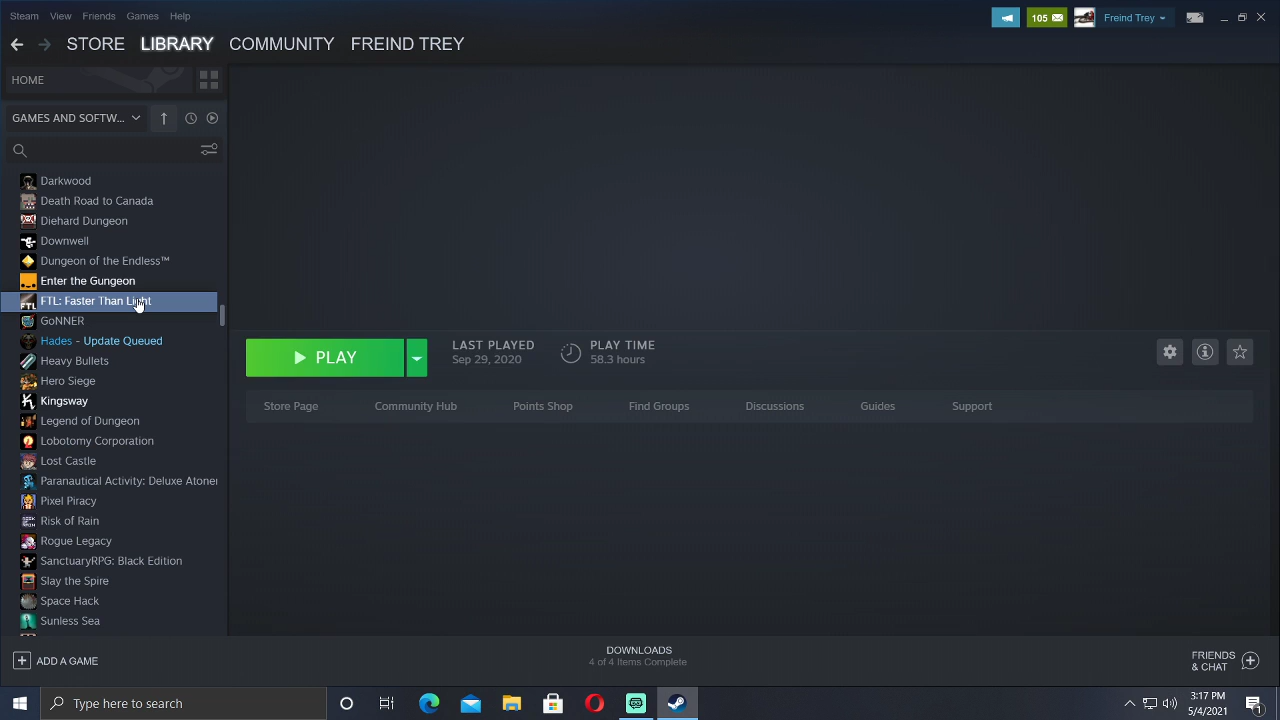 Steam View Friends Games Help
105 Freind Trey
STORE LIBRARY COMMUNITY FREIND TREY
HOME
GAMES AND SOFTW...
Darkwood
Death Road to Canada
Diehard Dungeon
Downwell
Dungeon of the Endless™
Enter the Gungeon
FTL: Faster Than Light
GoNNER
Hades - Update Queued
Heavy Bullets
Hero Siege
Kingsway
Legend of Dungeon
Lobotomy Corporation
Lost Castle
Paranautical Activity: Deluxe Atoner
Pixel Piracy
Risk of Rain
Rogue Legacy
SanctuaryRPG: Black Edition
Slay the Spire
Space Hack
Sunless Sea
PLAY
LAST PLAYED
Sep 29, 2020
PLAY TIME
58.3 hours
Store Page Community Hub Points Shop Find Groups Discussions Guides Support
ADD A GAME
DOWNLOADS
4 of 4 Items Complete
FRIENDS
& CHAT
Type here to search
3:17 PM
5/4/2021
1